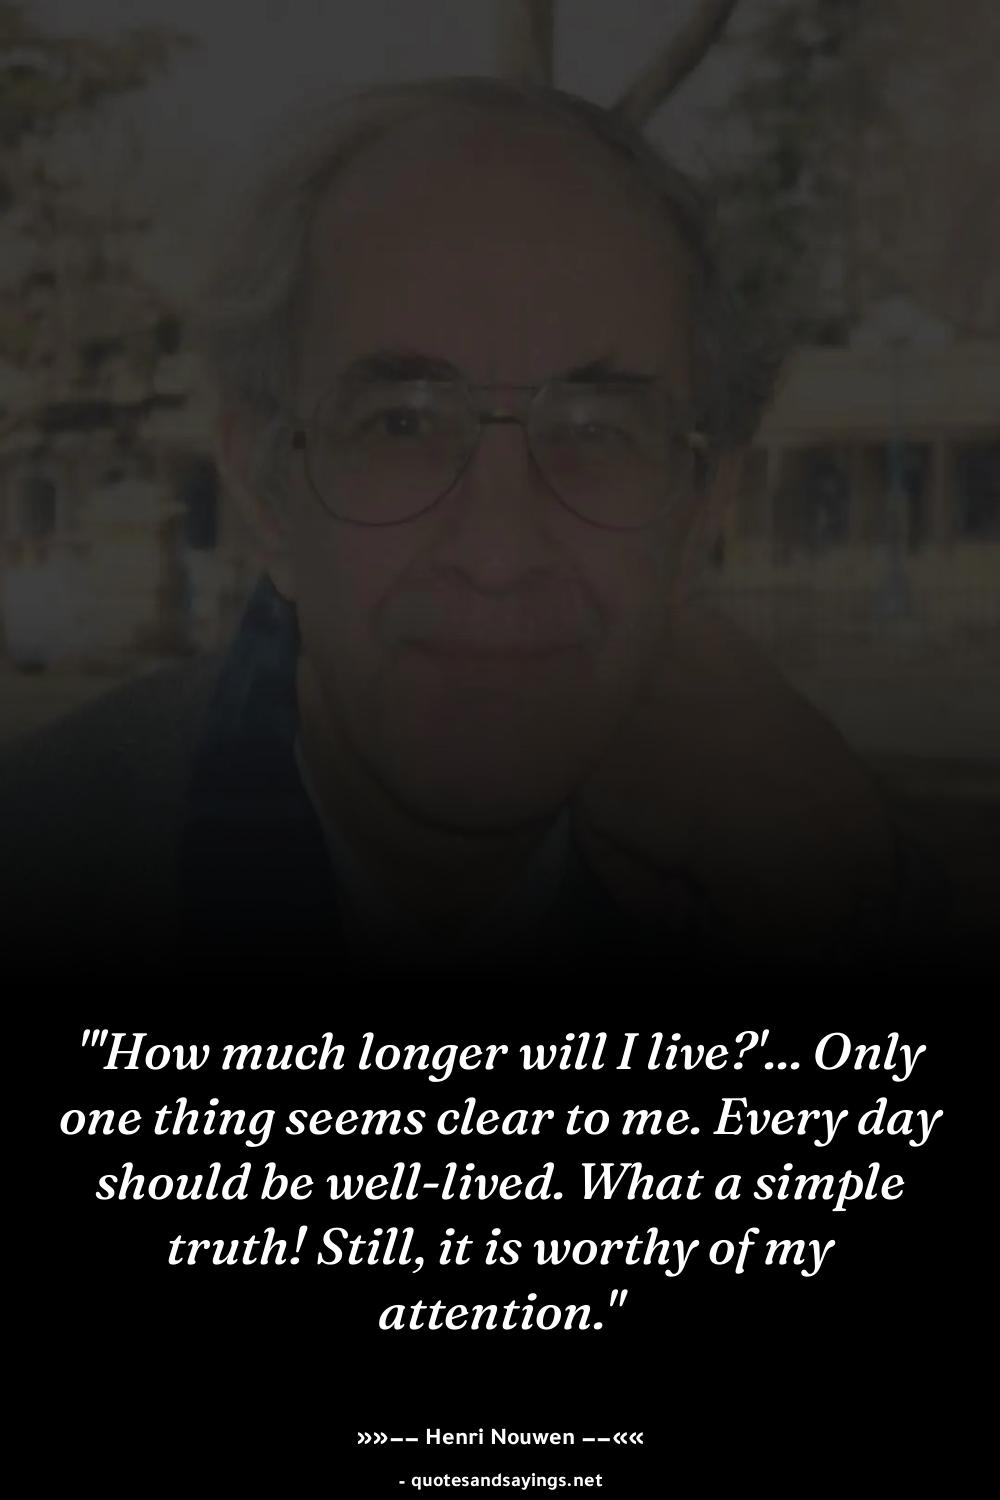 "'How much longer will I live?'... Only
one thing seems clear to me. Every day
should be well-lived. What a simple
truth! Still, it is worthy of my
attention."
»»−− Henri Nouwen −−««
- quotesandsayings.net